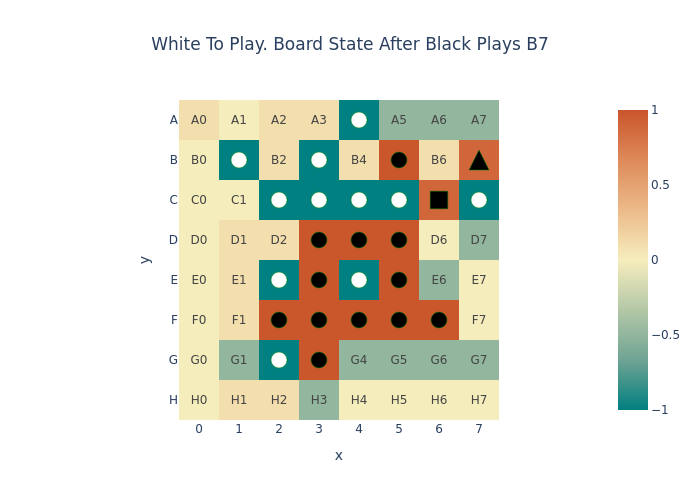 White To Play. Board State After Black Plays B7
A A0 A1 A2 A3 A5 A6 A7
B B0 B2 B4 B6
C C0 C1
D D0 D1 D2 D6 D7
E E0 E1 E6 E7
F F0 F1 F7
G G0 G1 G4 G5 G6 G7
H H0 H1 H2 H3 H4 H5 H6 H7
0 1 2 3 4 5 6 7
x
y
1
0.5
0
−0.5
−1